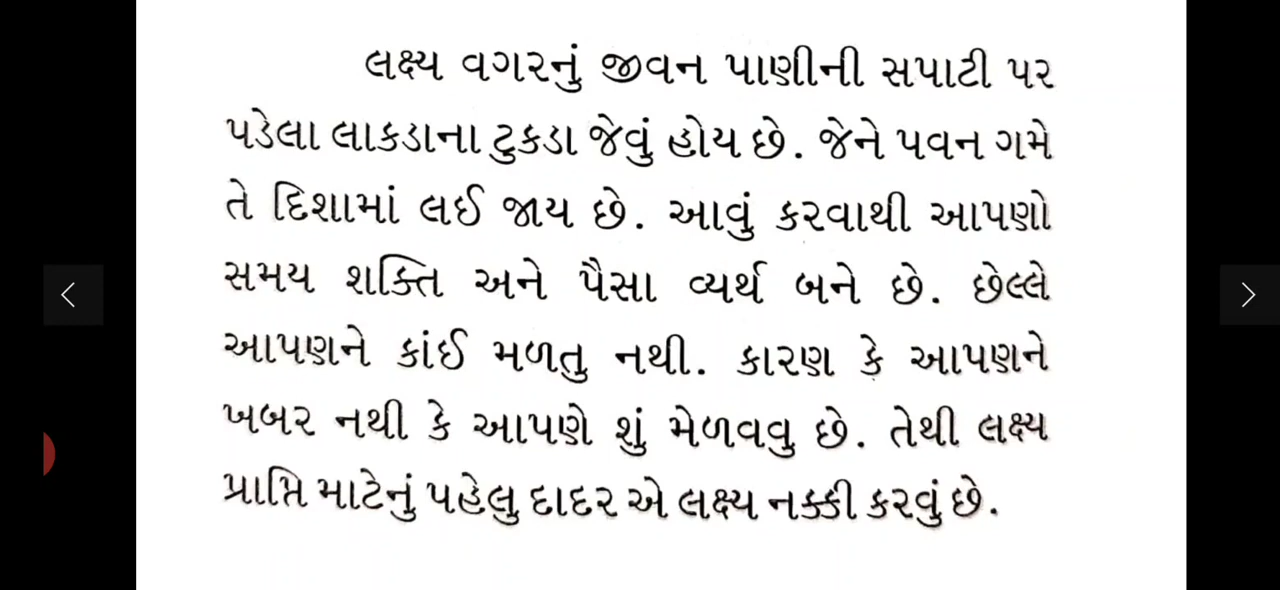 લક્ષ્ય વગરનું જીવન પાણીની સપાટી પર
પડેલા લાકડાના ટુકડા જેવું હોય છે. જેને પવન ગમે
તે દિશામાં લઈ જાય છે. આવું કરવાથી આપણો
સમય શક્તિ અને પૈસા વ્યર્થ બને છે. છેલ્લે
આપણને કાંઈ મળતુ નથી. કારણ કે આપણને
ખબર નથી કે આપણે શું મેળવવુ છે. તેથી લક્ષ્ય
પ્રાપ્તિ માટેનું પહેલુ દાદર એ લક્ષ્ય નક્કી કરવું છે.